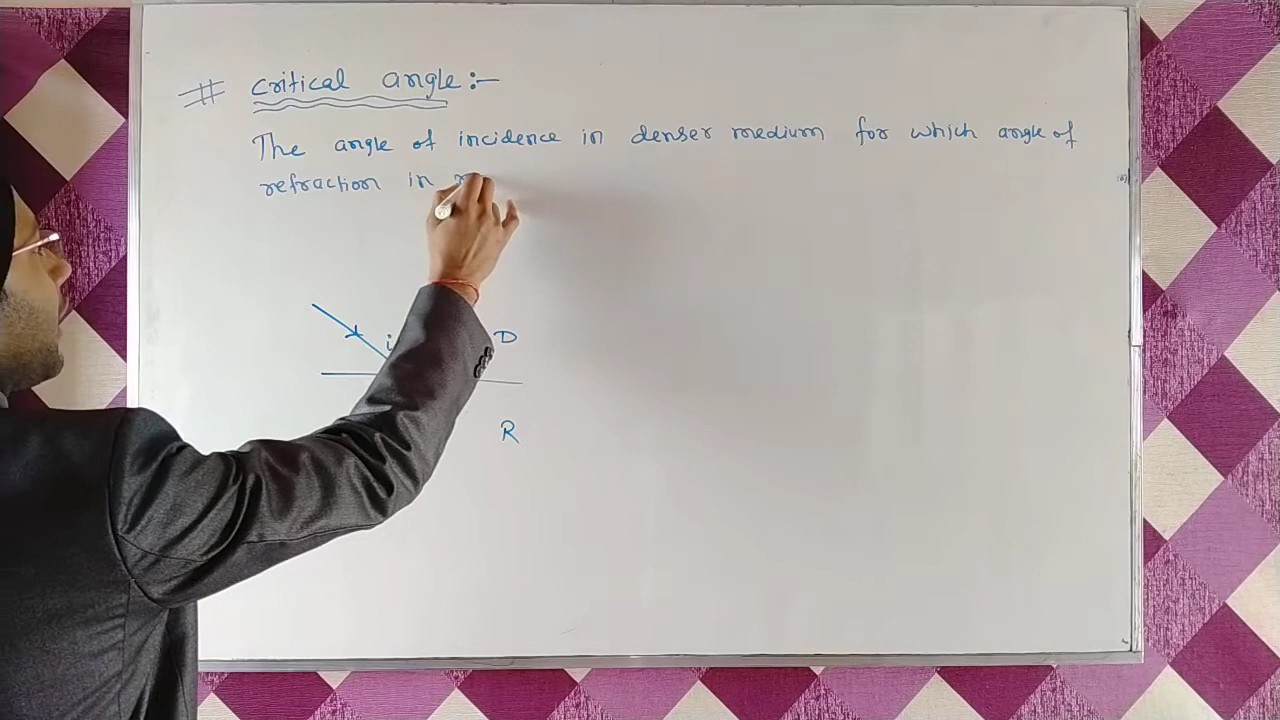 # Critical angle:-
The angle of incidence in denser medium for which angle of
refraction in
i
D
R